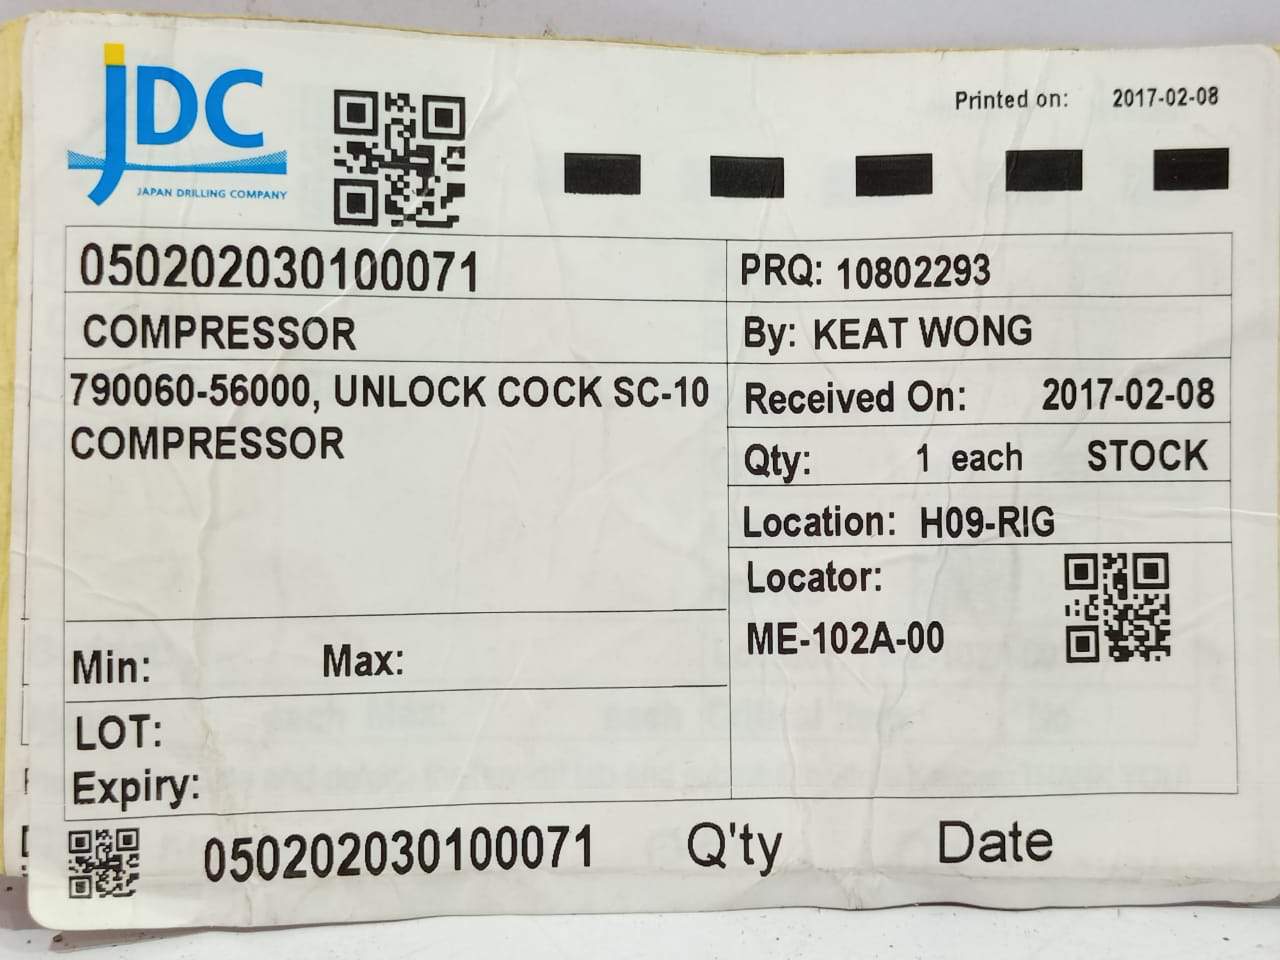 JDC
JAPAN DRILLING COMPANY
Printed on: 2017-02-08
050202030100071
PRQ: 10802293
COMPRESSOR
By: KEAT WONG
790060-56000, UNLOCK COCK SC-10
COMPRESSOR
Received On: 2017-02-08
Qty: 1 each STOCK
Location: H09-RIG
Locator:
ME-102A-00
Min: Max:
LOT:
Expiry:
050202030100071 Q'ty Date